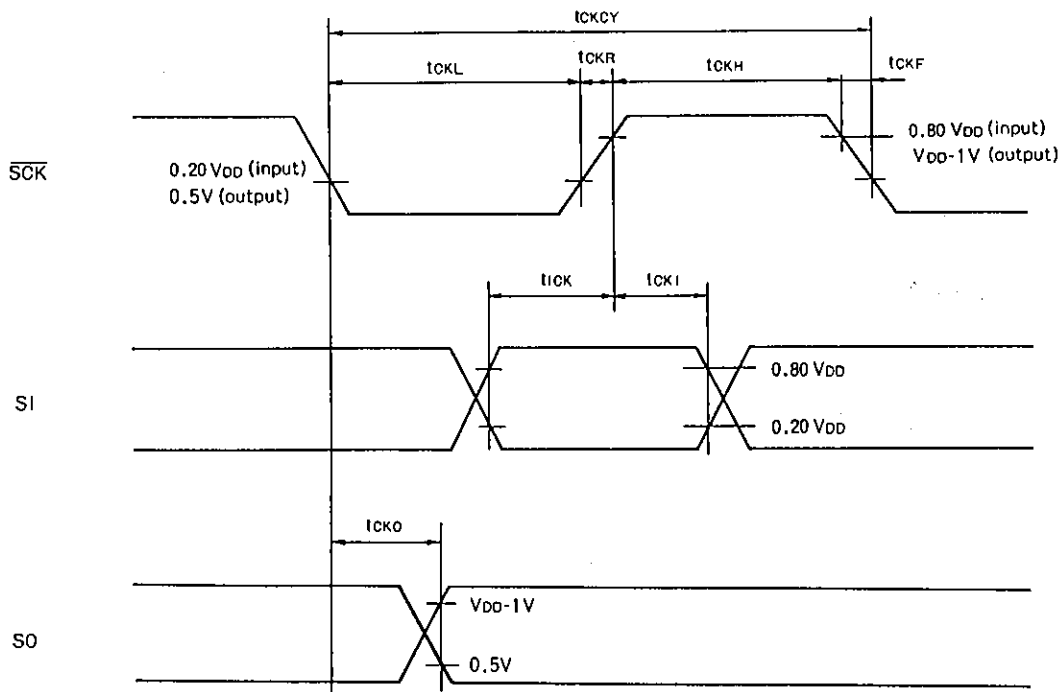 tCKCY
tCKL
tCKR
tCKH
tCKF
SCK
0.20 VDD (input)
0.5V (output)
0.80 VDD (input)
VDD-1V (output)
tICK
tCKI
SI
0.80 VDD
0.20 VDD
tCKO
SO
VDD-1V
0.5V